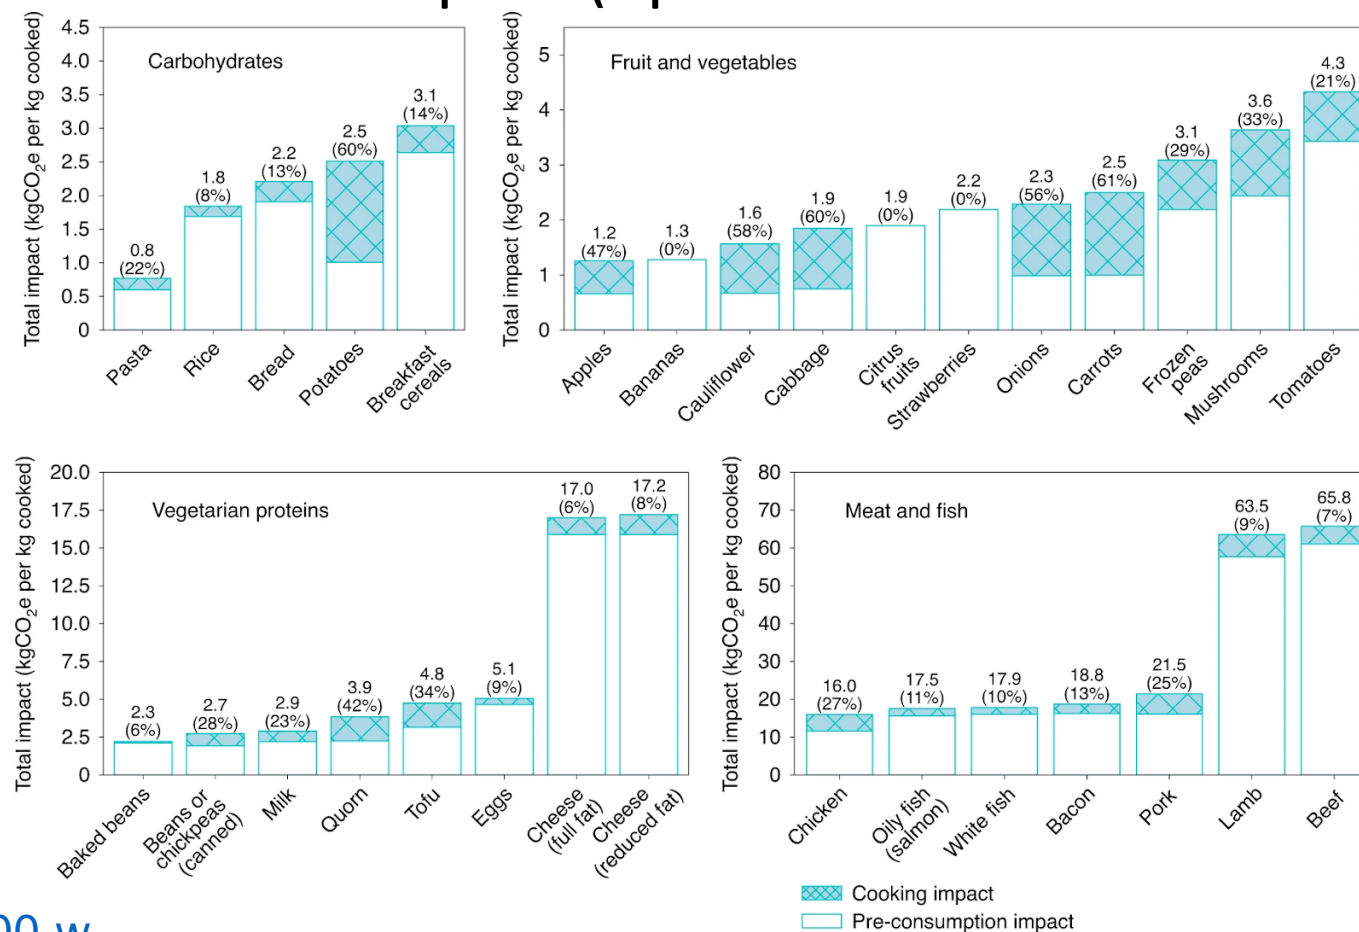 Total impact (kgCO2e per kg cooked)
4.5
4.0
3.5
3.0
2.5
2.0
1.5
1.0
0.5
0
Carbohydrates
0.8
(22%)
1.8
(8%)
2.2
(13%)
2.5
(60%)
3.1
(14%)
Pasta
Rice
Bread
Potatoes
Breakfast
cereals
Total impact (kgCO2e per kg cooked)
5
4
3
2
1
0
Fruit and vegetables
1.2
(47%)
1.3
(0%)
1.6
(58%)
1.9
(60%)
1.9
(0%)
2.2
(0%)
2.3
(56%)
2.5
(61%)
3.1
(29%)
3.6
(33%)
4.3
(21%)
Apples
Bananas
Cauliflower
Cabbage
Citrus
fruits
Strawberries
Onions
Carrots
Frozen
peas
Mushrooms
Tomatoes
Total impact (kgCO2e per kg cooked)
20.0
17.5
15.0
12.5
10.0
7.5
5.0
2.5
0
Vegetarian proteins
2.3
(6%)
2.7
(28%)
2.9
(23%)
3.9
(42%)
4.8
(34%)
5.1
(9%)
17.0
(6%)
17.2
(8%)
Baked beans
Beans or
chickpeas
(canned)
Milk
Quorn
Tofu
Eggs
Cheese
(full fat)
Cheese
(reduced fat)
Total impact (kgCO2e per kg cooked)
80
70
60
50
40
30
20
10
0
Meat and fish
16.0
(27%)
17.5
(11%)
17.9
(10%)
18.8
(13%)
21.5
(25%)
63.5
(9%)
65.8
(7%)
Chicken
Oily fish
(salmon)
White fish
Bacon
Pork
Lamb
Beef
Cooking impact
Pre-consumption impact